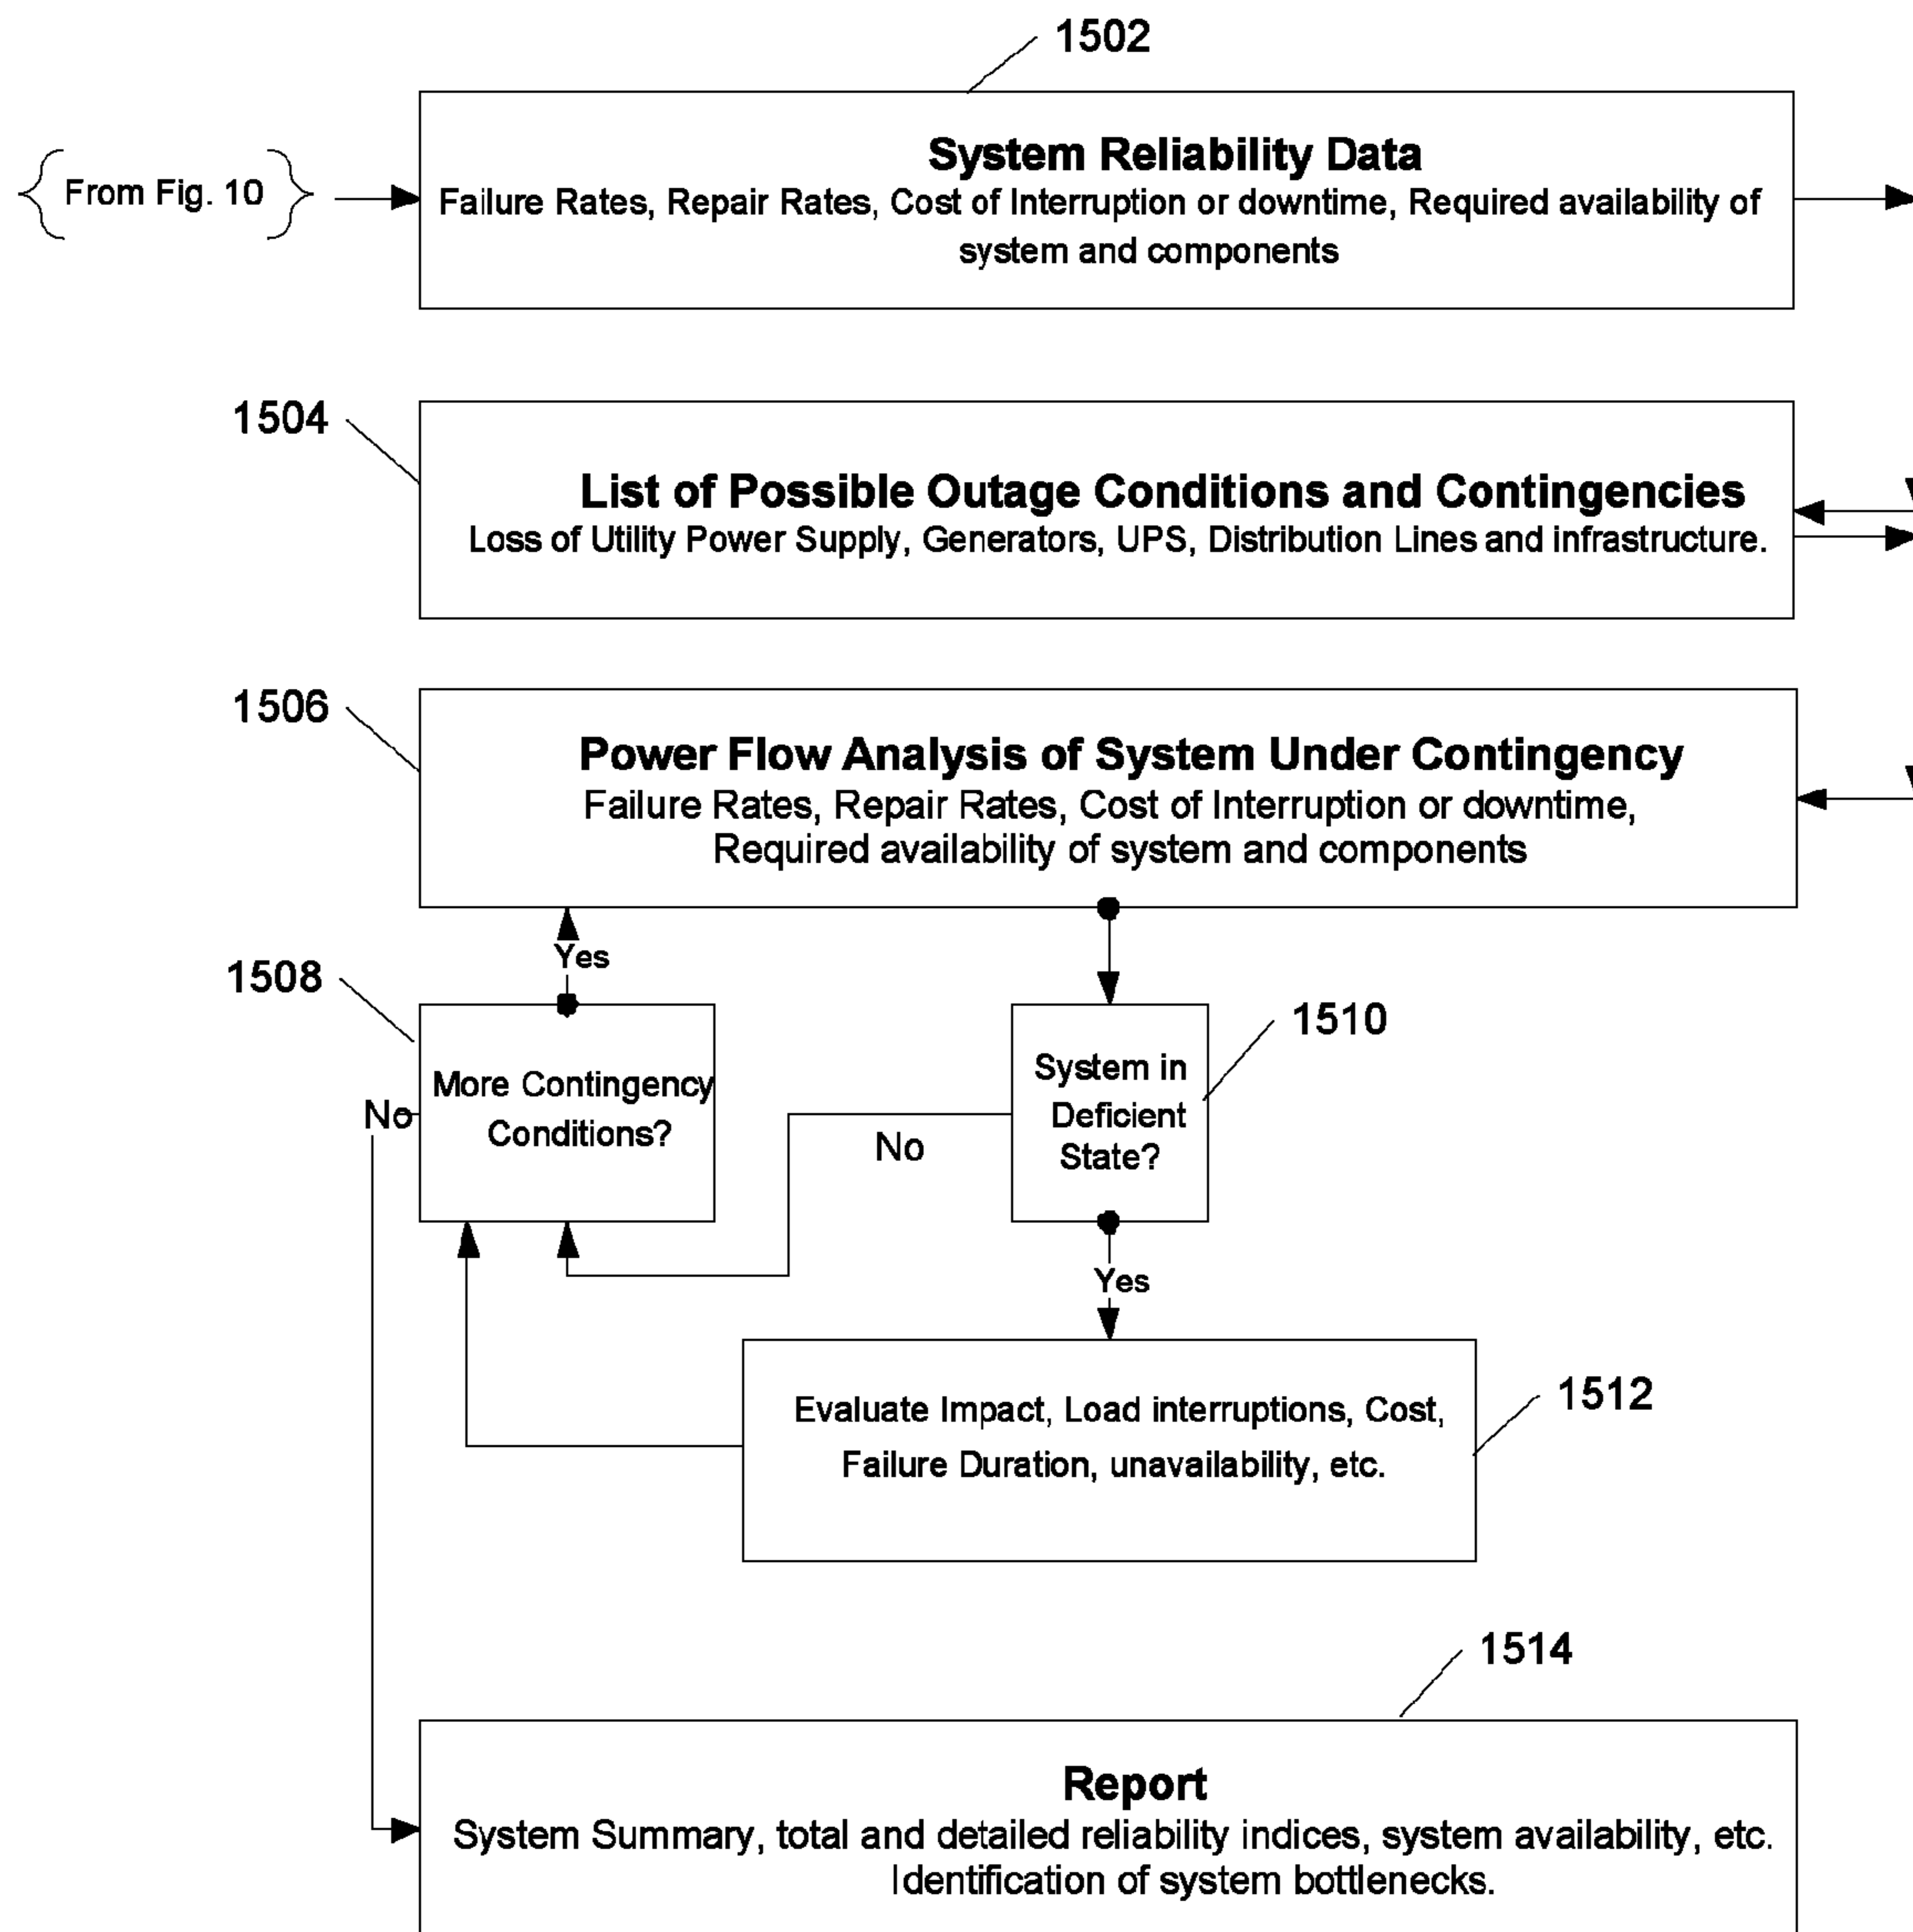 1502
System Reliability Data
From Fig. 10
Failure Rates, Repair Rates, Cost of Interruption or downtime, Required availability of
system and components
1504
List of Possible Outage Conditions and Contingencies
Loss of Utility Power Supply, Generators, UPS, Distribution Lines and infrastructure.
1506
Power Flow Analysis of System Under Contingency
Failure Rates, Repair Rates, Cost of Interruption or downtime,
Required availability of system and components
Yes
1508
More Contingency
Conditions?
No
1510
System in
Deficient
State?
No
Yes
1512
Evaluate Impact, Load interruptions, Cost,
Failure Duration, unavailability, etc.
1514
Report
System Summary, total and detailed reliability indices, system availability, etc.
Identification of system bottlenecks.